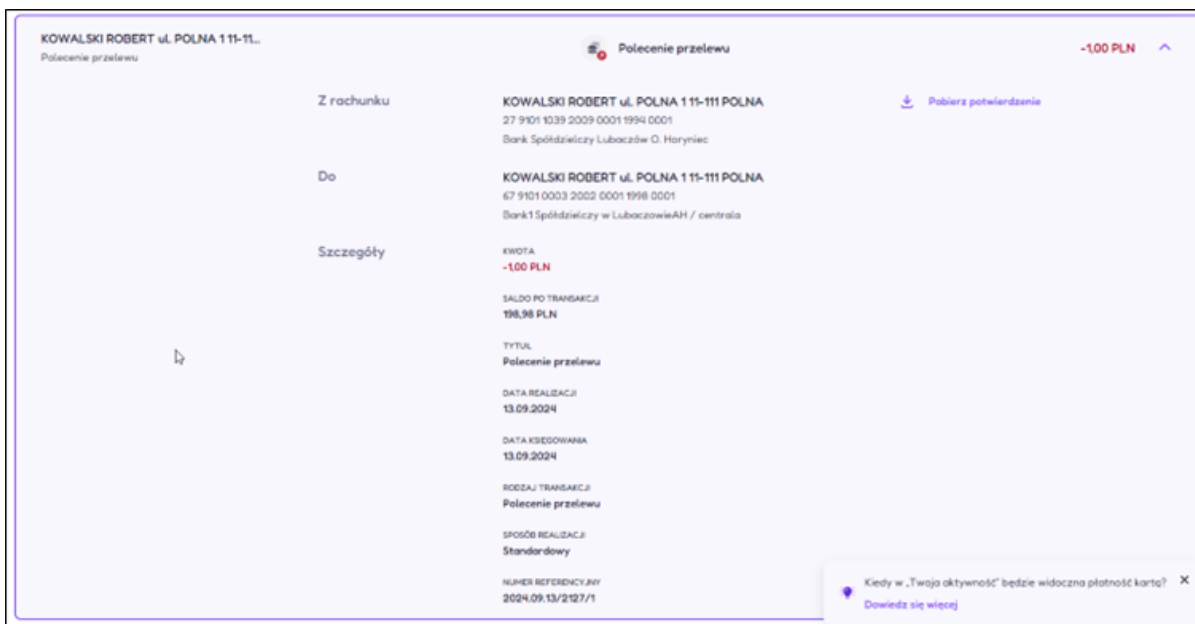 KOWALSKI ROBERT ul. POLNA 1 11-11...
Polecenie przelewu
Polecenie przelewu
-1,00 PLN
Z rachunku
KOWALSKI ROBERT ul. POLNA 1 11-111 POLNA
27 9101 1039 2009 0001 1994 0001
Bank Spółdzielczy Lubaczów O. Horyniec
Pobierz potwierdzenie
Do
KOWALSKI ROBERT ul. POLNA 1 11-111 POLNA
67 9101 0003 2002 0001 1998 0001
Bank1 Spółdzielczy w LubaczowieAH / centrala
Szczegóły
KWOTA
-1,00 PLN
SALDO PO TRANSAKCJI
198,98 PLN
TYTUŁ
Polecenie przelewu
DATA REALIZACJI
13.09.2024
DATA KSIEGOWANIA
13.09.2024
RODZAJ TRANSAKCJI
Polecenie przelewu
SPOSÓB REALIZACJI
Standardowy
NUMER REFERENCYJNY
2024.09.13/2127/1
Kiedy w „Twoja aktywność” będzie widoczna płatność kartą?
Dowiedz się więcej